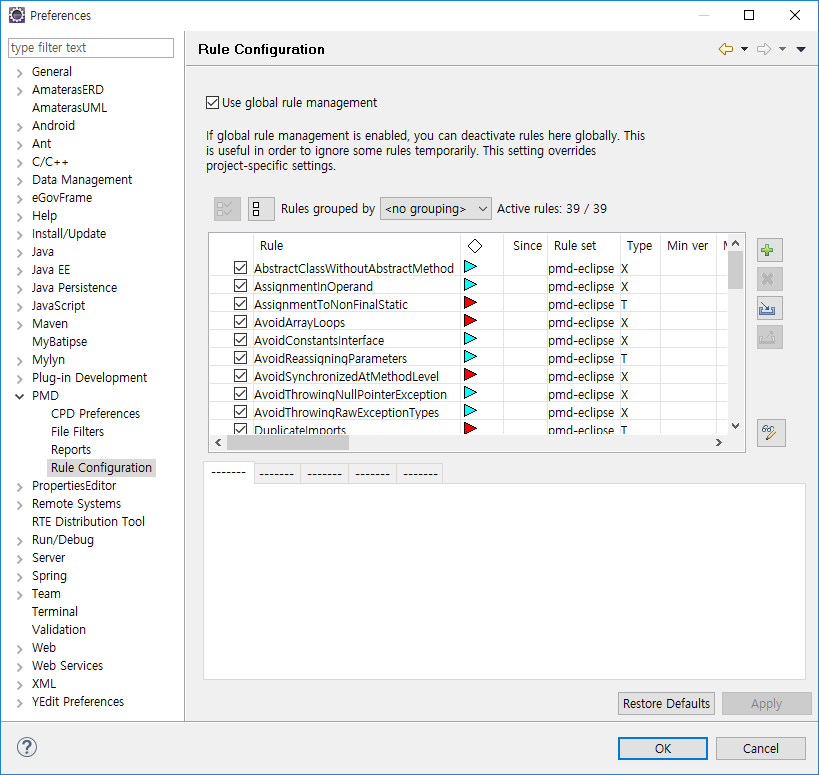 Preferences
type filter text
General
AmaterasERD
AmaterasUML
Android
Ant
C/C++
Data Management
eGovFrame
Help
Install/Update
Java
Java EE
Java Persistence
JavaScript
Maven
MyBatipse
Mylyn
Plug-in Development
PMD
CPD Preferences
File Filters
Reports
Rule Configuration
PropertiesEditor
Remote Systems
RTE Distribution Tool
Run/Debug
Server
Spring
Team
Terminal
Validation
Web
Web Services
XML
YEdit Preferences
Rule Configuration
Use global rule management
If global rule management is enabled, you can deactivate rules here globally. This
is useful in order to ignore some rules temporarily. This setting overrides
project-specific settings.
Rules grouped by <no grouping> Active rules: 39 / 39
Rule Since Rule set Type Min ver
AbstractClassWithoutAbstractMethod pmd-eclipse X
AssignmentInOperand pmd-eclipse X
AssignmentToNonFinalStatic pmd-eclipse T
AvoidArrayLoops pmd-eclipse X
AvoidConstantsInterface pmd-eclipse X
AvoidReassigningParameters pmd-eclipse T
AvoidSynchronizedAtMethodLevel pmd-eclipse X
AvoidThrowingNullPointerException pmd-eclipse X
AvoidThrowingRawExceptionTypes pmd-eclipse X
DuplicateImports pmd-eclipse T
------- ------- ------- ------- -------
Restore Defaults Apply
? OK Cancel